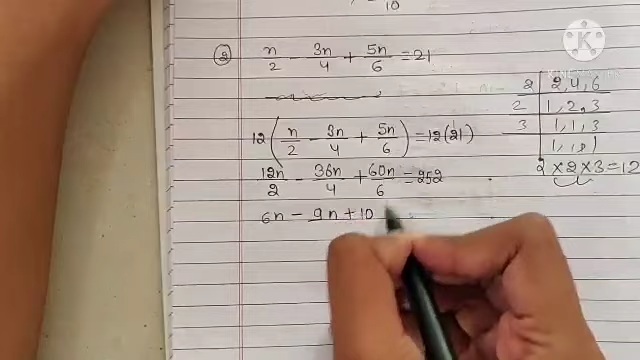 10
② n/2 - 3n/4 + 5n/6 = 21
12(n/2 - 3n/4 + 5n/6) = 12(21)
12n/2 - 36n/4 + 60n/6 = 252
6n - 9n + 10
2 | 2, 4, 6
2 | 1, 2, 3
3 | 1, 1, 3
1, 1, 1
2 × 2 × 3 = 12